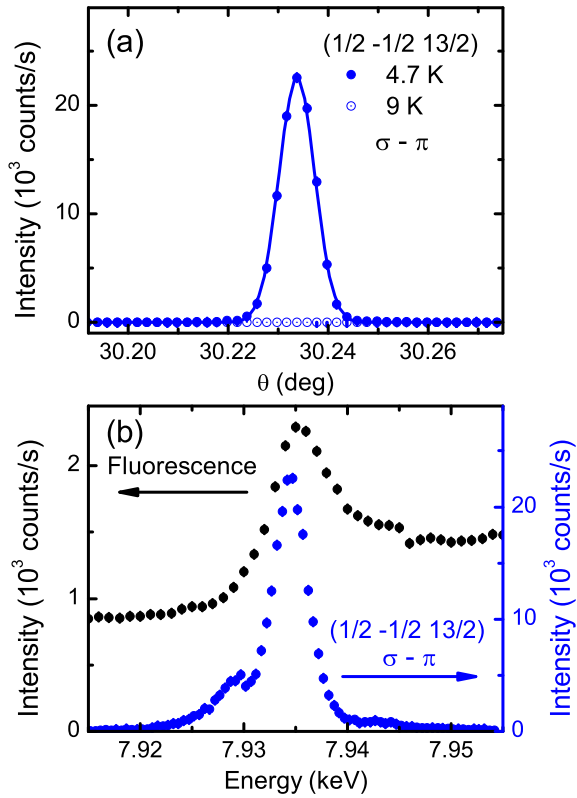 (a)
(1/2 -1/2 13/2)
4.7 K
9 K
σ - π
20
10
0
Intensity (10³ counts/s)
30.20 30.22 30.24 30.26
θ (deg)
(b)
Fluorescence
2
1
0
Intensity (10³ counts/s)
(1/2 -1/2 13/2)
σ - π
20
10
0
Intensity (10³ counts/s)
7.92 7.93 7.94 7.95
Energy (keV)